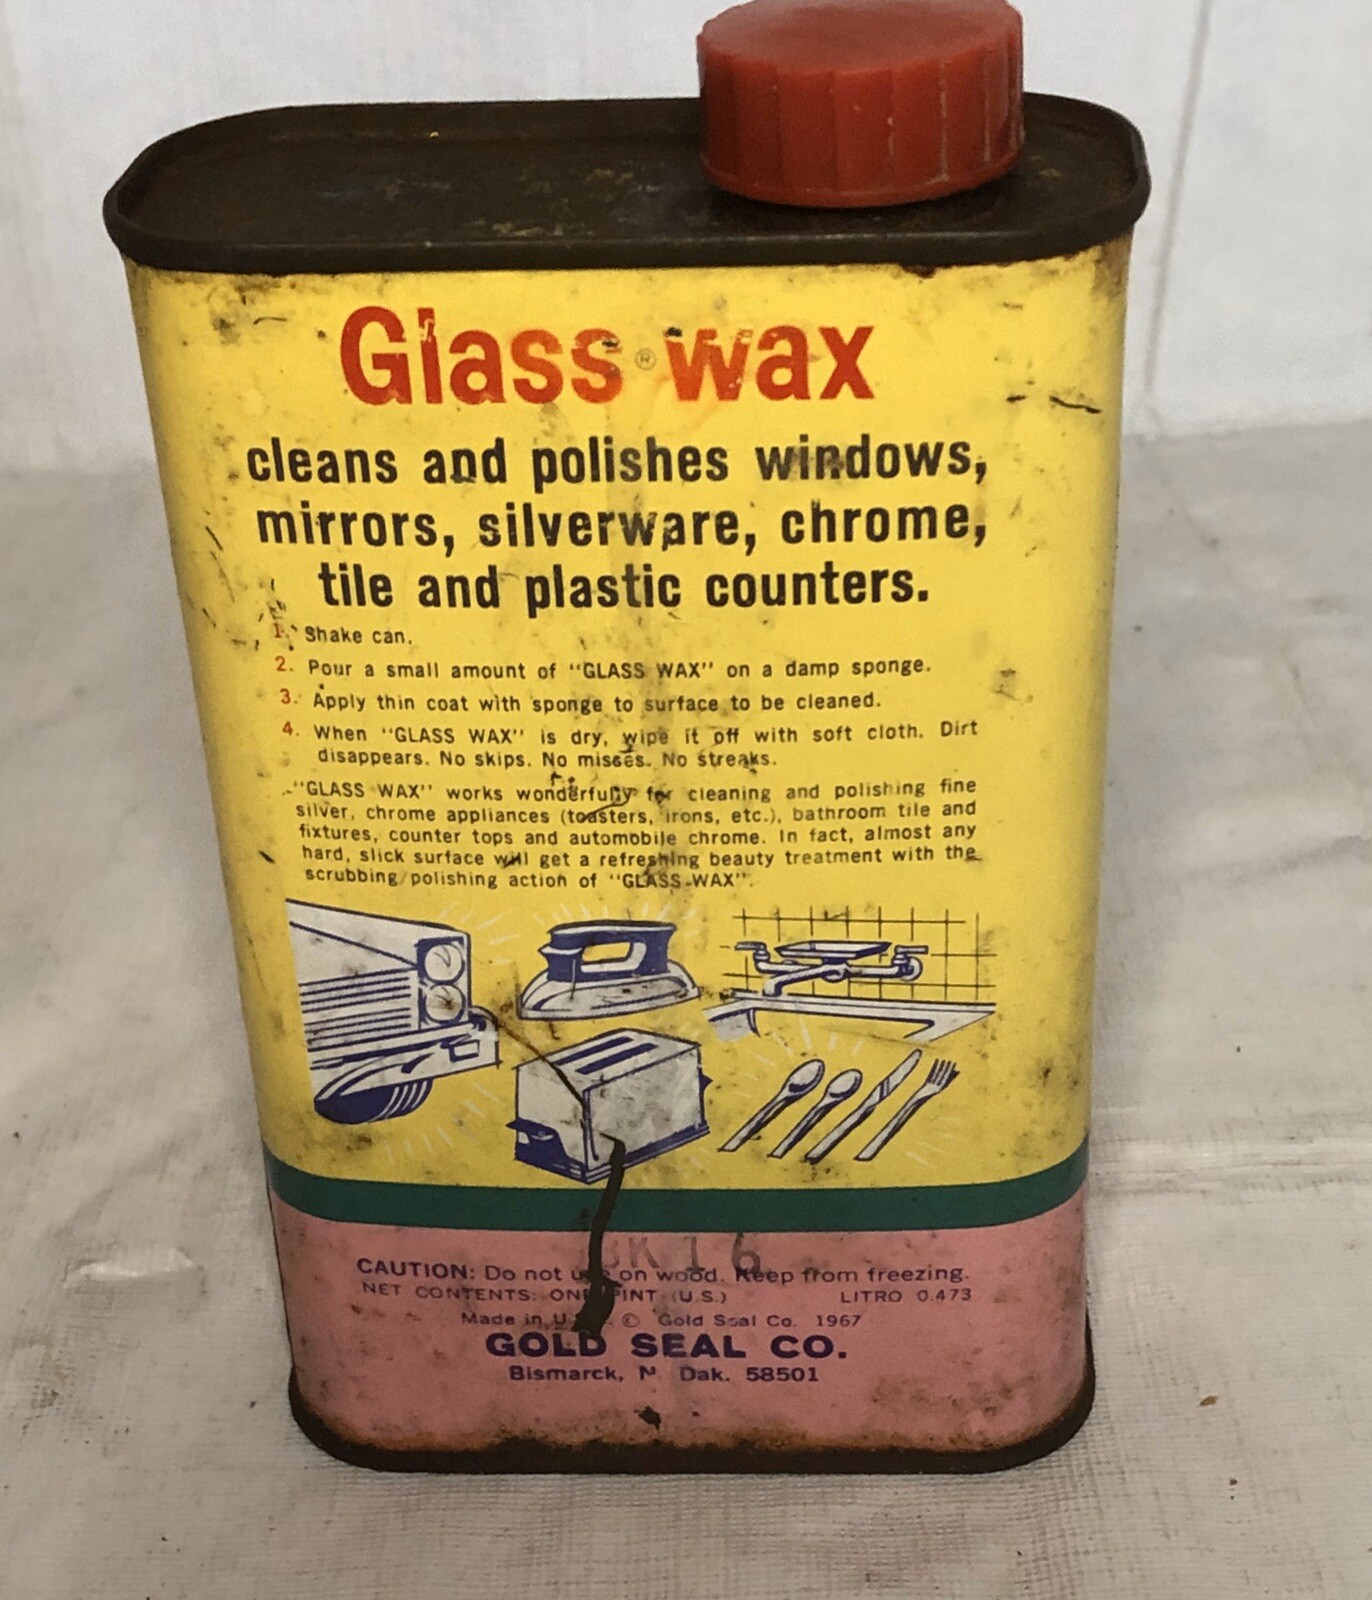 Glass® wax
cleans and polishes windows,
mirrors, silverware, chrome,
tile and plastic counters.
1. Shake can.
2. Pour a small amount of "GLASS WAX" on a damp sponge.
3. Apply thin coat with sponge to surface to be cleaned.
4. When "GLASS WAX" is dry, wipe it off with soft cloth. Dirt
disappears. No skips. No misses. No streaks.
"GLASS WAX" works wonderfully for cleaning and polishing fine
silver, chrome appliances (toasters, irons, etc.), bathroom tile and
fixtures, counter tops and automobile chrome. In fact, almost any
hard, slick surface will get a refreshing beauty treatment with the
scrubbing/polishing action of "GLASS WAX".
CAUTION: Do not use on wood. Keep from freezing.
NET CONTENTS: ONE PINT (U.S.) LITRO 0.473
Made in © Gold Seal Co. 1967
GOLD SEAL CO.
Bismarck, N. Dak. 58501